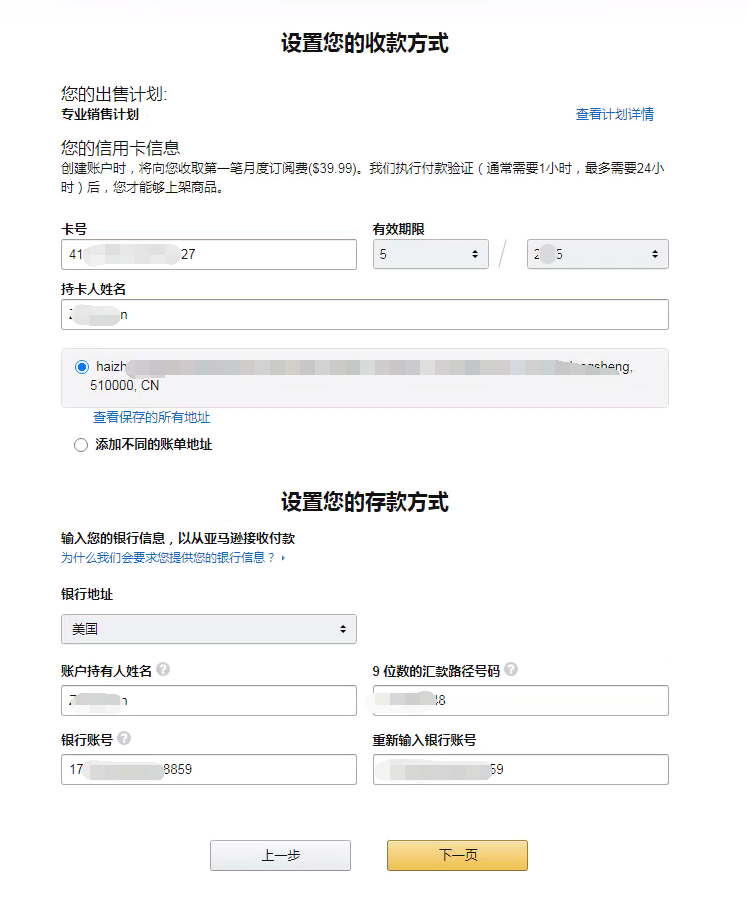 设置您的收款方式
您的出售计划:
专业销售计划
查看计划详情
您的信用卡信息
创建账户时，将向您收取第一笔月度订阅费($39.99)。我们执行付款验证（通常需要1小时，最多需要24小
时）后，您才能够上架商品。
卡号
有效期限
41 27
5
/
2 5
持卡人姓名
n
haizh sheng,
510000, CN
查看保存的所有地址
添加不同的账单地址
设置您的存款方式
输入您的银行信息，以从亚马逊接收付款
为什么我们会要求您提供您的银行信息？
银行地址
美国
账户持有人姓名 ?
9 位数的汇款路径号码 ?
n
8
银行账号 ?
重新输入银行账号
17 8859
59
上一步
下一页